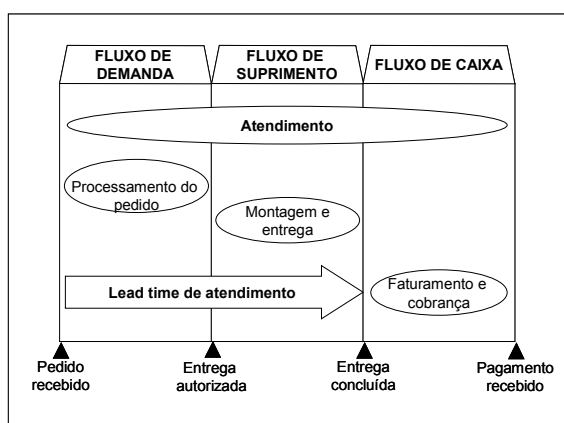 FLUXO DE
DEMANDA
FLUXO DE
SUPRIMENTO
FLUXO DE CAIXA
Atendimento
Processamento do
pedido
Montagem e
entrega
Lead time de atendimento
Faturamento e
cobrança
Pedido
recebido
Entrega
autorizada
Entrega
concluída
Pagamento
recebido